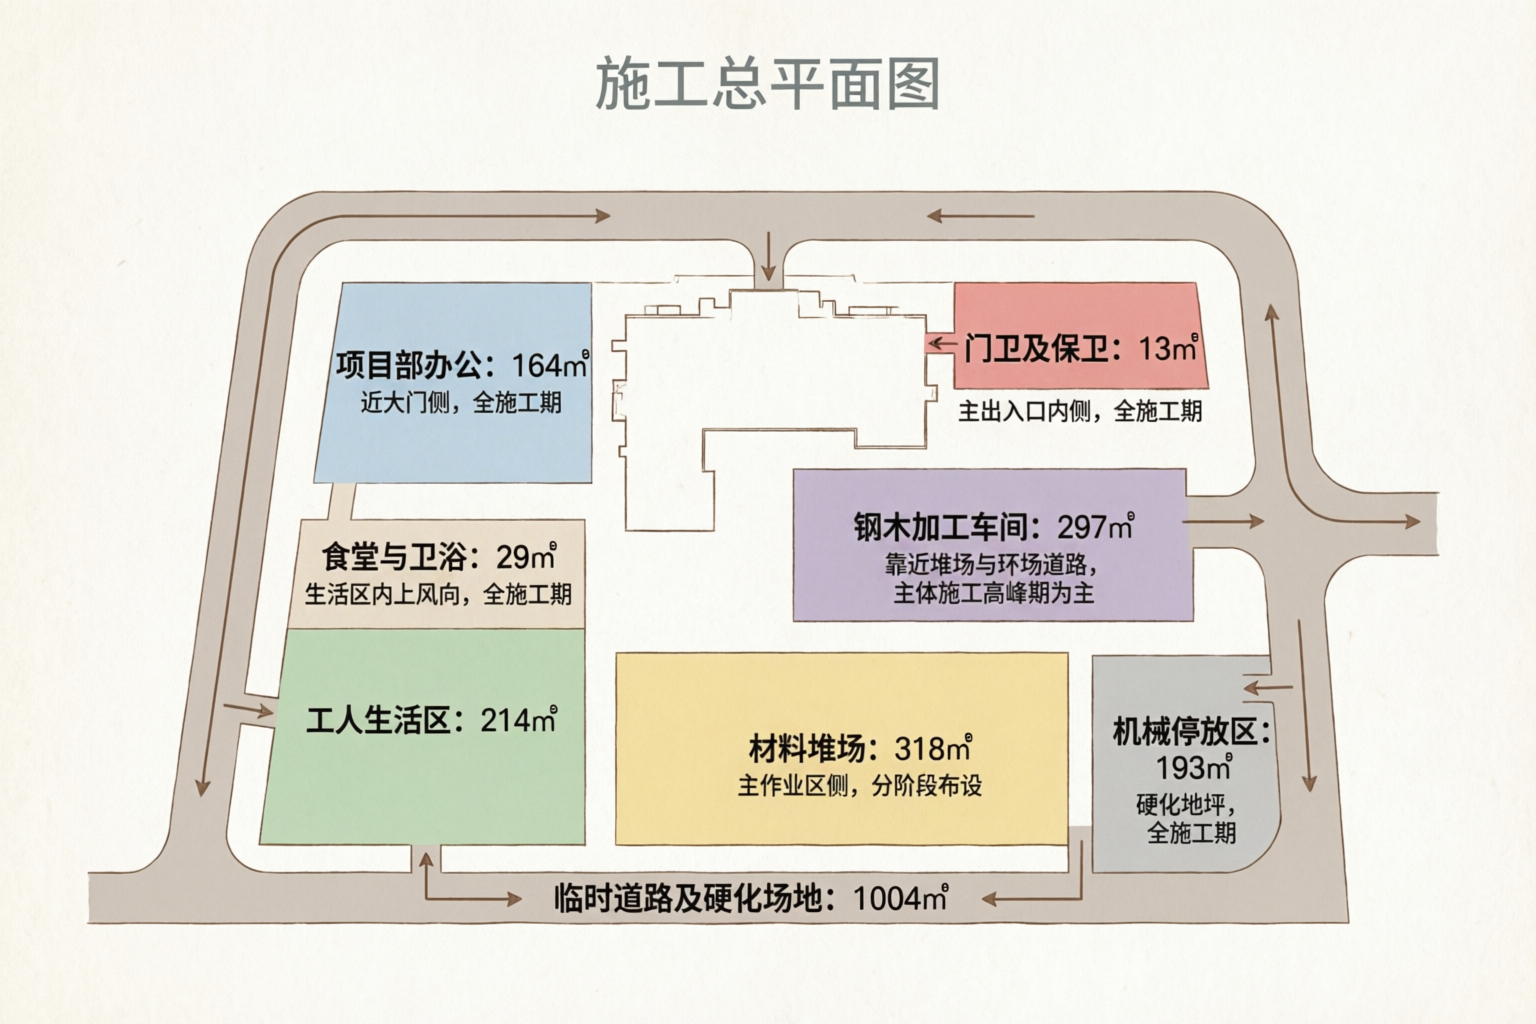 施工总平面图
项目部办公：164㎡
近大门侧，全施工期
门卫及保卫：13㎡
主出入口内侧，全施工期
钢木加工车间：297㎡
靠近堆场与环场道路，
主体施工高峰期为主
食堂与卫浴：29㎡
生活区内上风向，全施工期
工人生活区：214㎡
材料堆场：318㎡
主作业区侧，分阶段布设
机械停放区：
193㎡
硬化地坪，
全施工期
临时道路及硬化场地：1004㎡